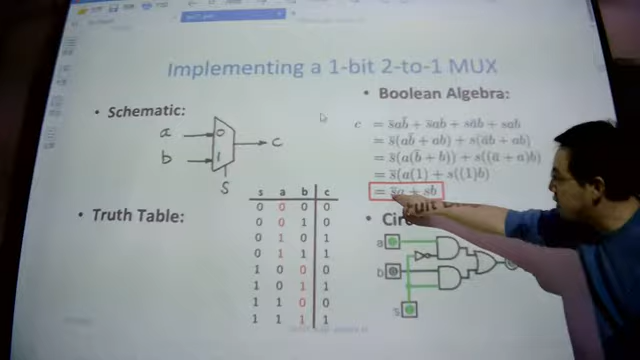 Implementing a 1-bit 2-to-1 MUX
• Schematic:
a
b
0
1
c
s
• Truth Table:
s a b c
0 0 0 0
0 0 1 0
0 1 0 1
0 1 1 1
1 0 0 0
1 0 1 1
1 1 0 0
1 1 1 1
• Boolean Algebra:
c = s̄ab̄ + s̄ab + sāb + sab
= s̄(ab̄ + ab) + s(āb + ab)
= s̄(a(b̄ + b)) + s((ā + a)b)
= s̄(a(1) + s((1)b)
= s̄a + sb
a
b
s